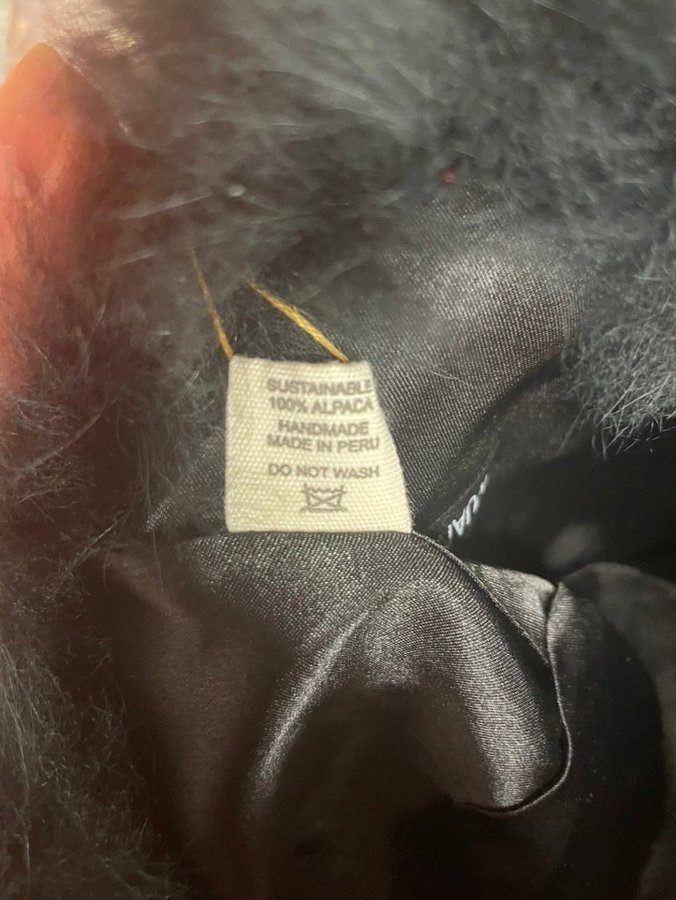 SUSTAINABLE
100% ALPACA
HANDMADE
MADE IN PERU
DO NOT WASH